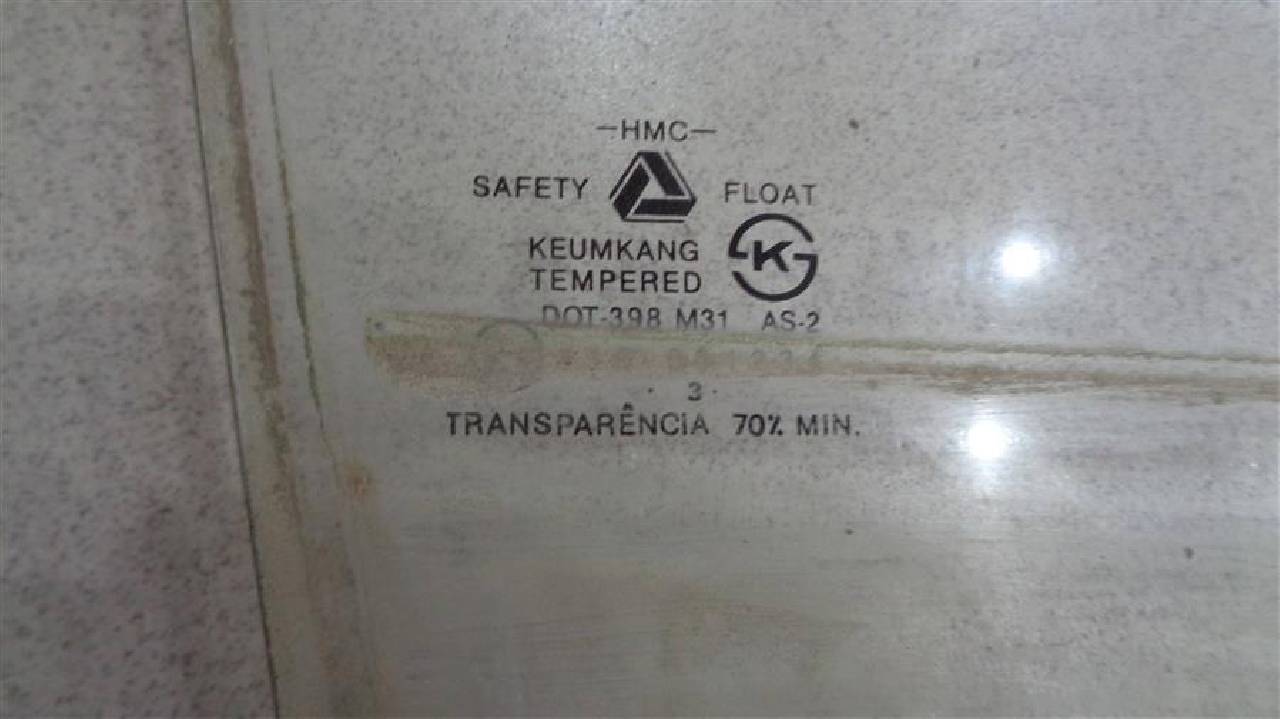 -HMC-
SAFETY FLOAT
KEUMKANG
TEMPERED
K
DOT-398 M31 AS-2
· 3 ·
TRANSPARÊNCIA 70% MIN.